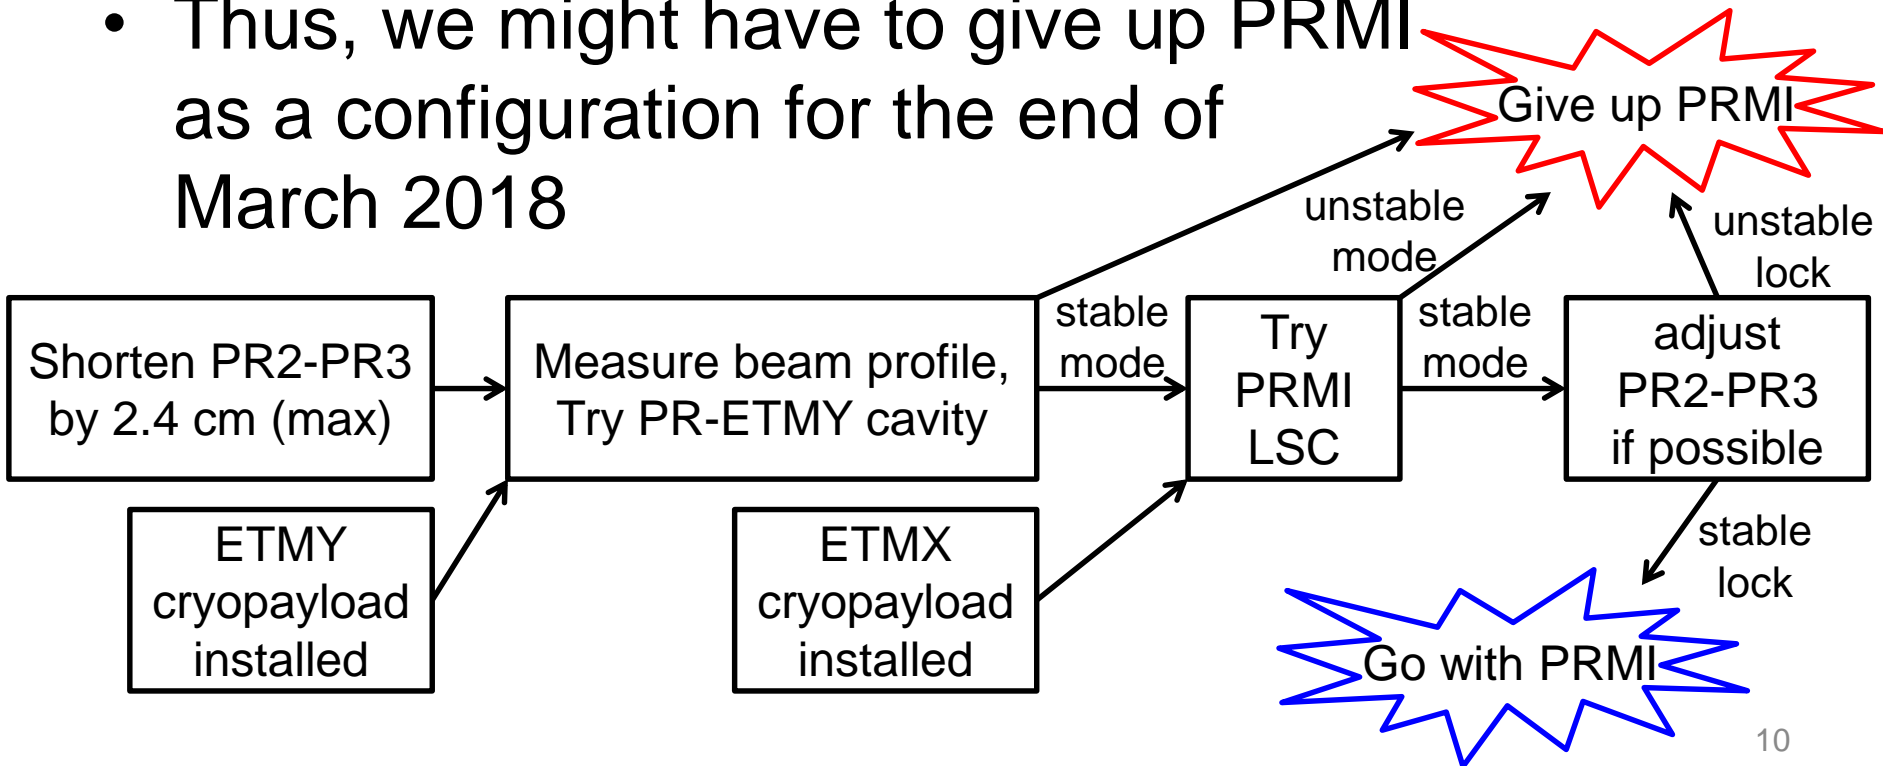 • Thus, we might have to give up PRMI
as a configuration for the end of
March 2018
Give up PRMI
unstable
mode
unstable
lock
Shorten PR2-PR3
by 2.4 cm (max)
Measure beam profile,
Try PR-ETMY cavity
stable
mode
Try
PRMI
LSC
stable
mode
adjust
PR2-PR3
if possible
ETMY
cryopayload
installed
ETMX
cryopayload
installed
stable
lock
Go with PRMI
10